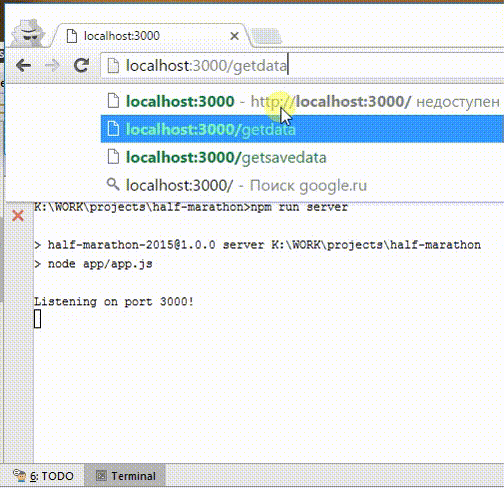 localhost:3000
localhost:3000/getdata
localhost:3000 - http://localhost:3000/ недоступен
localhost:3000/getdata
localhost:3000/getsavedata
localhost:3000/ - Поиск google.ru
K:\WORK\projects\half-marathon>npm run server
> half-marathon-2015@1.0.0 server K:\WORK\projects\half-marathon
> node app/app.js
Listening on port 3000!
6: TODO Terminal